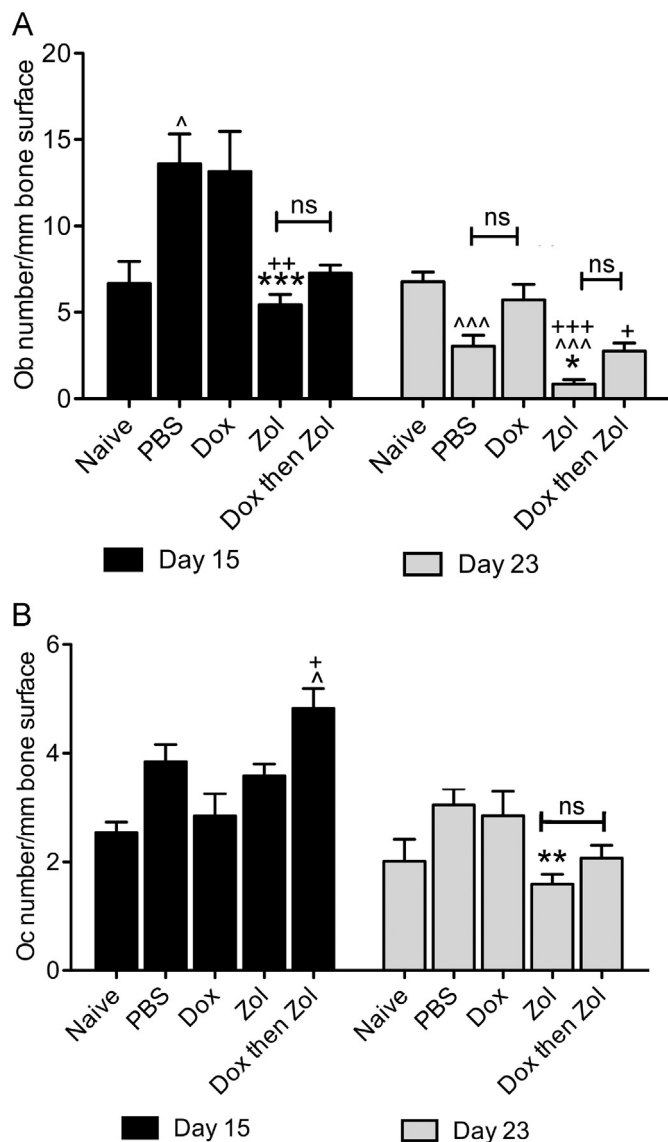 A
20
15
10
5
0
Ob number/mm bone surface
^
ns
++
***
ns
^^^
ns
+++
^^^
*
+
Naive
PBS
Dox
Zol
Dox then Zol
Naive
PBS
Dox
Zol
Dox then Zol
Day 15
Day 23
B
6
4
2
0
Oc number/mm bone surface
+
^
ns
**
Naive
PBS
Dox
Zol
Dox then Zol
Naive
PBS
Dox
Zol
Dox then Zol
Day 15
Day 23